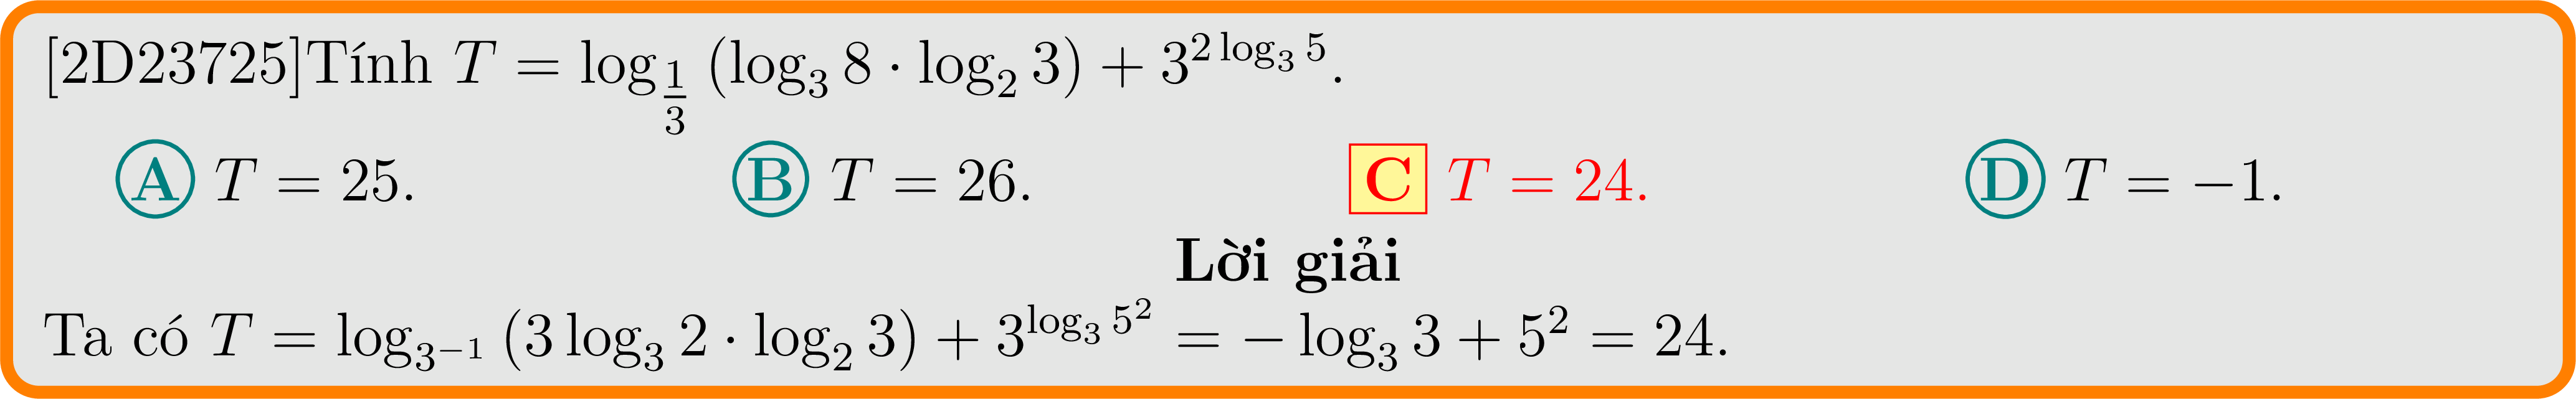 [2D23725]Tính $T = \log_{\frac{1}{3}} (\log_3 8 \cdot \log_2 3) + 3^{2 \log_3 5}$.
A $T = 25$. B $T = 26$. C $T = 24$. D $T = -1$.
Lời giải
Ta có $T = \log_{3^{-1}} (3 \log_3 2 \cdot \log_2 3) + 3^{\log_3 5^2} = -\log_3 3 + 5^2 = 24$.